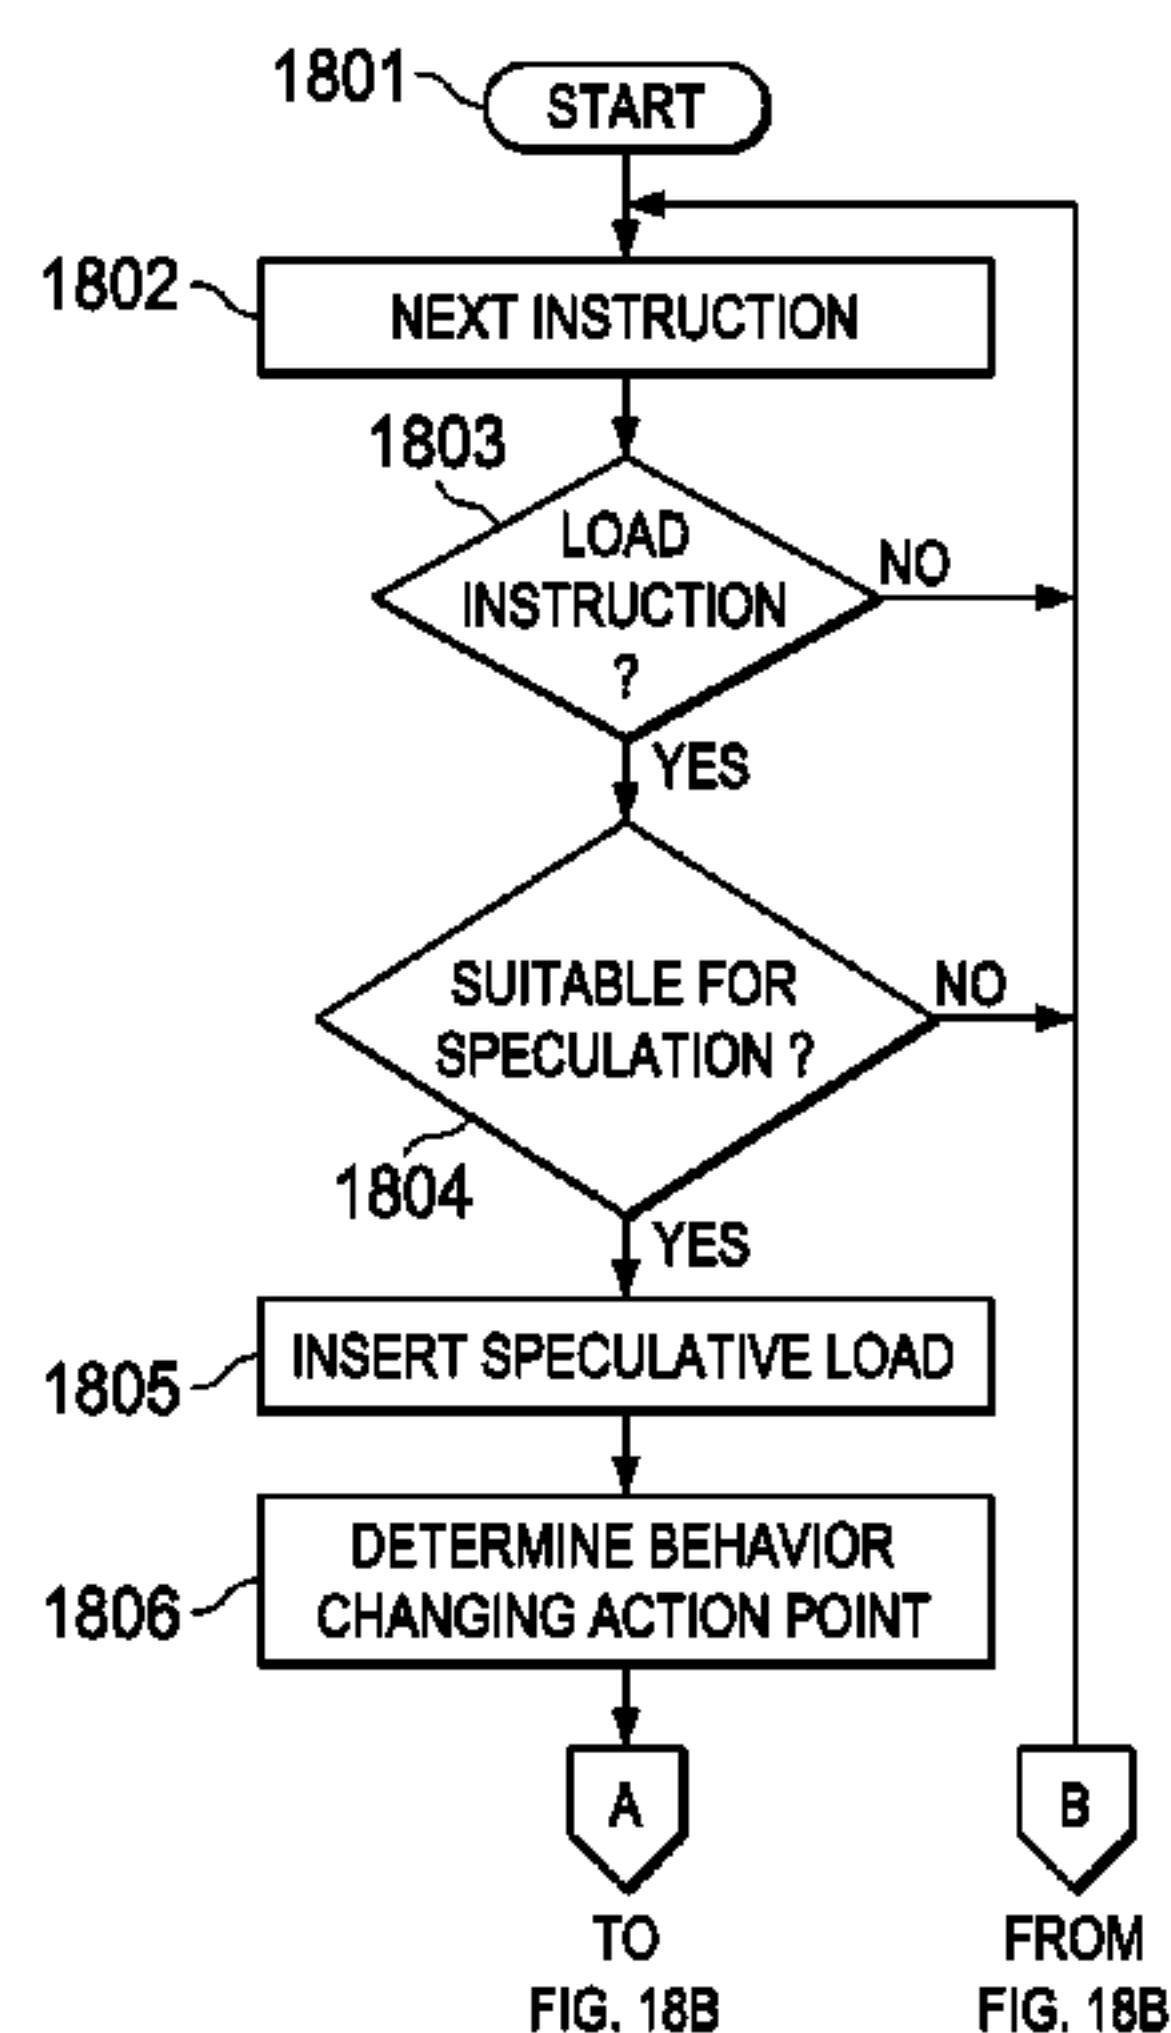 1801
START
1802
NEXT INSTRUCTION
1803
LOAD
INSTRUCTION
?
NO
YES
SUITABLE FOR
SPECULATION ?
NO
1804
YES
INSERT SPECULATIVE LOAD
1805
DETERMINE BEHAVIOR
CHANGING ACTION POINT
1806
A
B
TO
FIG. 18B
FROM
FIG. 18B